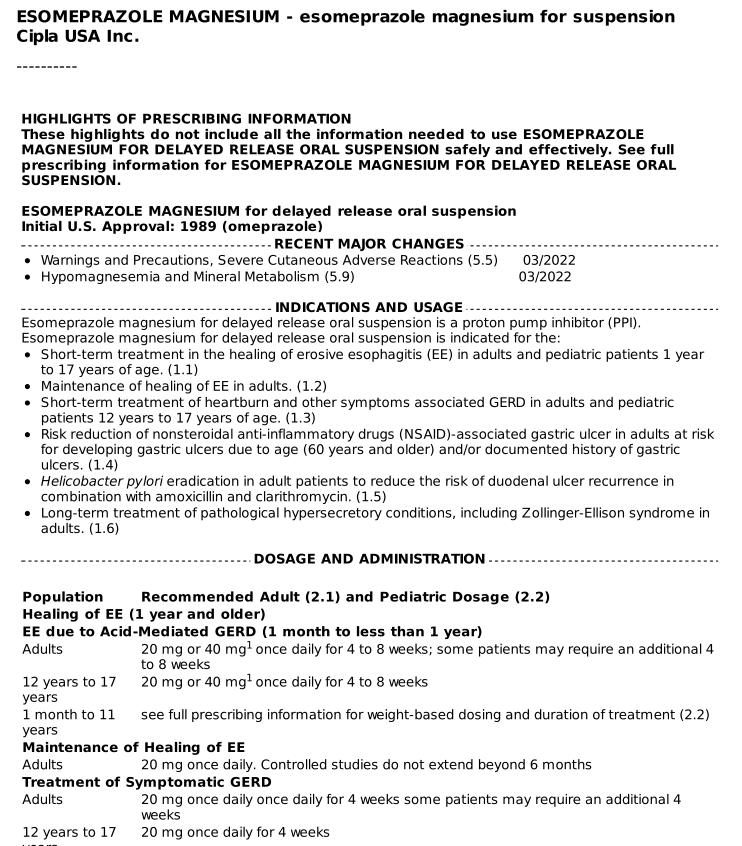 ESOMEPRAZOLE MAGNESIUM - esomeprazole magnesium for suspension
Cipla USA Inc.
----------
HIGHLIGHTS OF PRESCRIBING INFORMATION
These highlights do not include all the information needed to use ESOMEPRAZOLE
MAGNESIUM FOR DELAYED RELEASE ORAL SUSPENSION safely and effectively. See full
prescribing information for ESOMEPRAZOLE MAGNESIUM FOR DELAYED RELEASE ORAL
SUSPENSION.
ESOMEPRAZOLE MAGNESIUM for delayed release oral suspension
Initial U.S. Approval: 1989 (omeprazole)
RECENT MAJOR CHANGES
• Warnings and Precautions, Severe Cutaneous Adverse Reactions (5.5) 03/2022
• Hypomagnesemia and Mineral Metabolism (5.9) 03/2022
INDICATIONS AND USAGE
Esomeprazole magnesium for delayed release oral suspension is a proton pump inhibitor (PPI).
Esomeprazole magnesium for delayed release oral suspension is indicated for the:
• Short-term treatment in the healing of erosive esophagitis (EE) in adults and pediatric patients 1 year
to 17 years of age. (1.1)
• Maintenance of healing of EE in adults. (1.2)
• Short-term treatment of heartburn and other symptoms associated GERD in adults and pediatric
patients 12 years to 17 years of age. (1.3)
• Risk reduction of nonsteroidal anti-inflammatory drugs (NSAID)-associated gastric ulcer in adults at risk
for developing gastric ulcers due to age (60 years and older) and/or documented history of gastric
ulcers. (1.4)
• Helicobacter pylori eradication in adult patients to reduce the risk of duodenal ulcer recurrence in
combination with amoxicillin and clarithromycin. (1.5)
• Long-term treatment of pathological hypersecretory conditions, including Zollinger-Ellison syndrome in
adults. (1.6)
DOSAGE AND ADMINISTRATION
Population Recommended Adult (2.1) and Pediatric Dosage (2.2)
Healing of EE (1 year and older)
EE due to Acid-Mediated GERD (1 month to less than 1 year)
Adults 20 mg or 40 mg1 once daily for 4 to 8 weeks; some patients may require an additional 4
to 8 weeks
12 years to 17 20 mg or 40 mg1 once daily for 4 to 8 weeks
years
1 month to 11 see full prescribing information for weight-based dosing and duration of treatment (2.2)
years
Maintenance of Healing of EE
Adults 20 mg once daily. Controlled studies do not extend beyond 6 months
Treatment of Symptomatic GERD
Adults 20 mg once daily once daily for 4 weeks some patients may require an additional 4
weeks
12 years to 17 20 mg once daily for 4 weeks